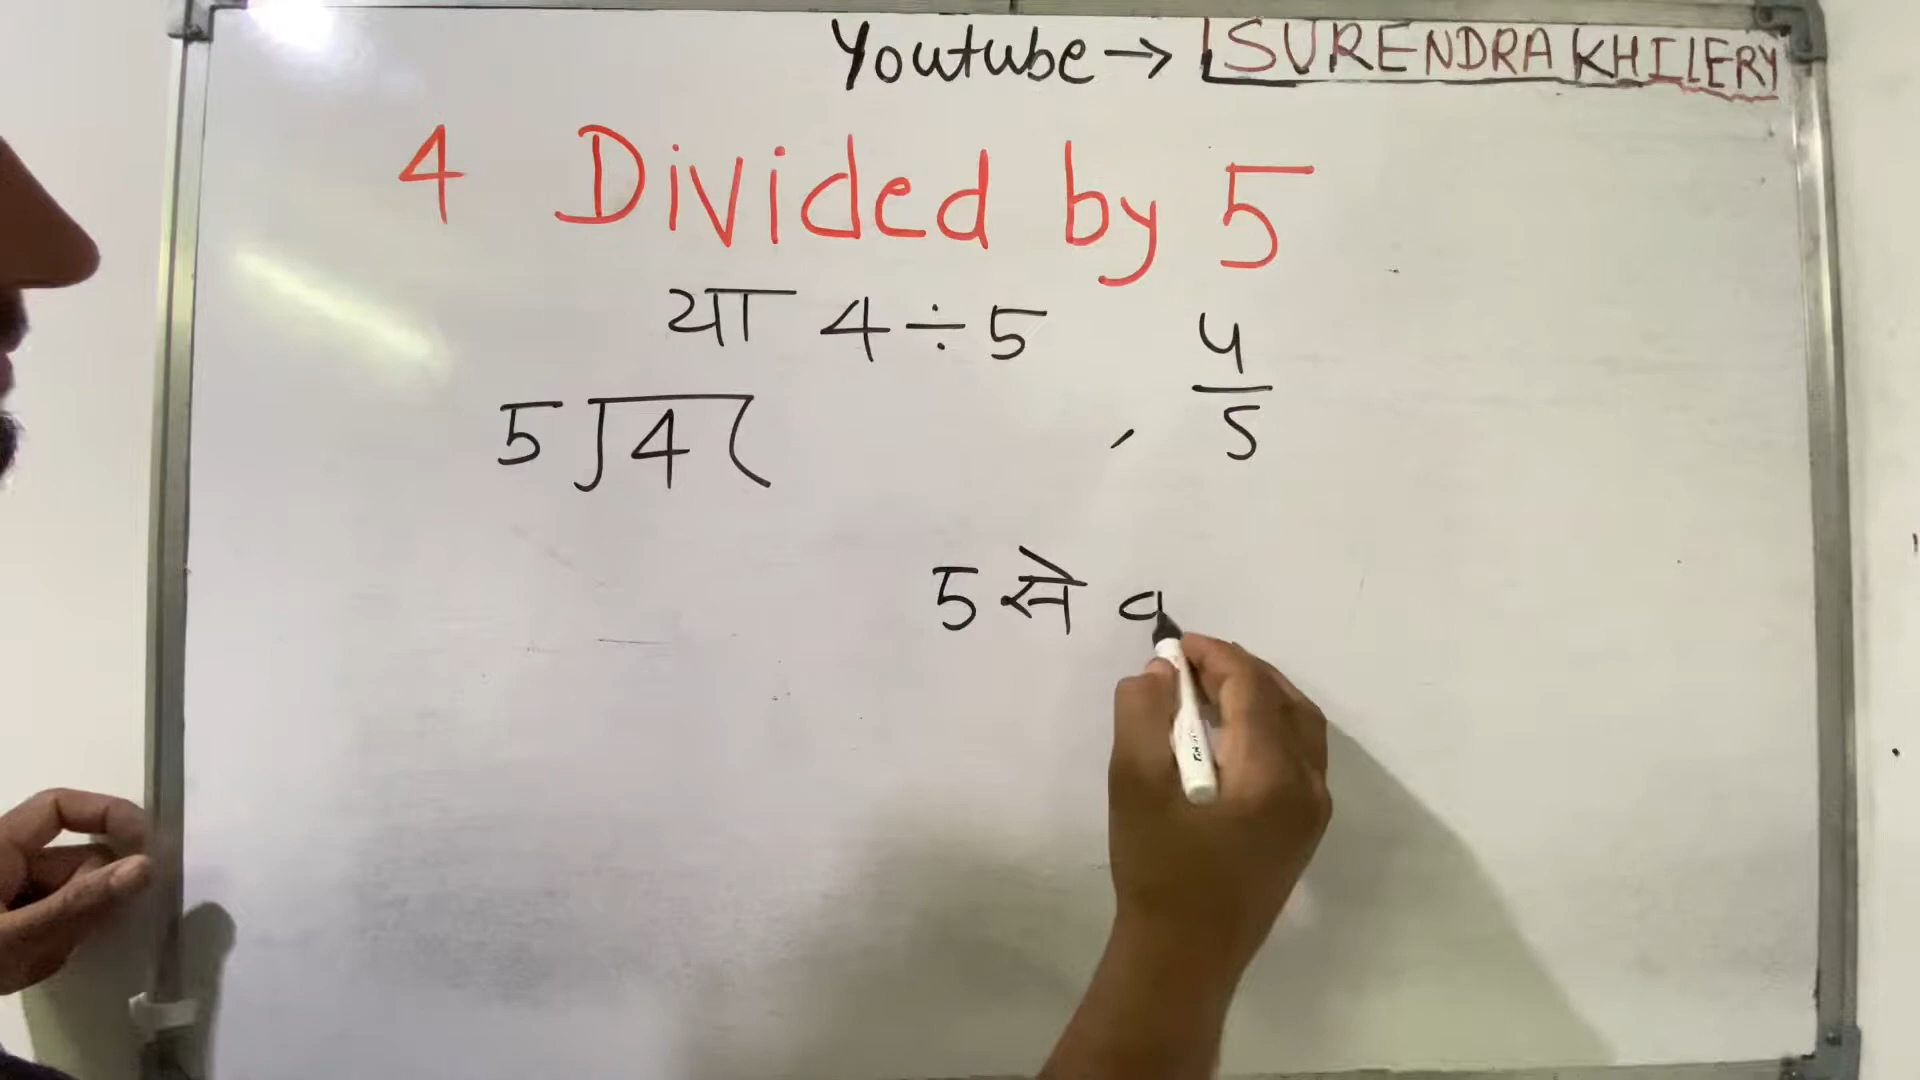 Youtube → SURENDRA KHILERY
4 Divided by 5
या 4 ÷ 5 , 4/5
5 √4 (
5 से